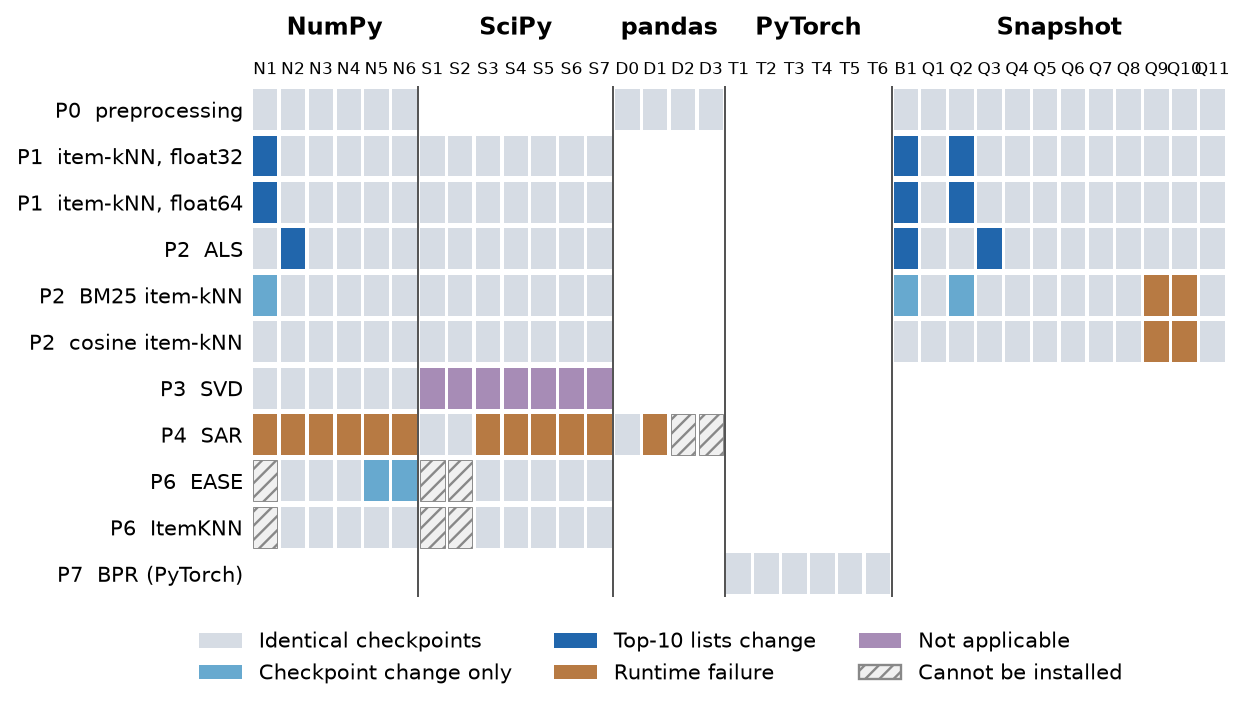 NumPy SciPy pandas PyTorch Snapshot
N1 N2 N3 N4 N5 N6 S1 S2 S3 S4 S5 S6 S7 D0 D1 D2 D3 T1 T2 T3 T4 T5 T6 B1 Q1 Q2 Q3 Q4 Q5 Q6 Q7 Q8 Q9 Q10 Q11
P0 preprocessing
P1 item-kNN, float32
P1 item-kNN, float64
P2 ALS
P2 BM25 item-kNN
P2 cosine item-kNN
P3 SVD
P4 SAR
P6 EASE
P6 ItemKNN
P7 BPR (PyTorch)
Identical checkpoints Top-10 lists change Not applicable
Checkpoint change only Runtime failure Cannot be installed